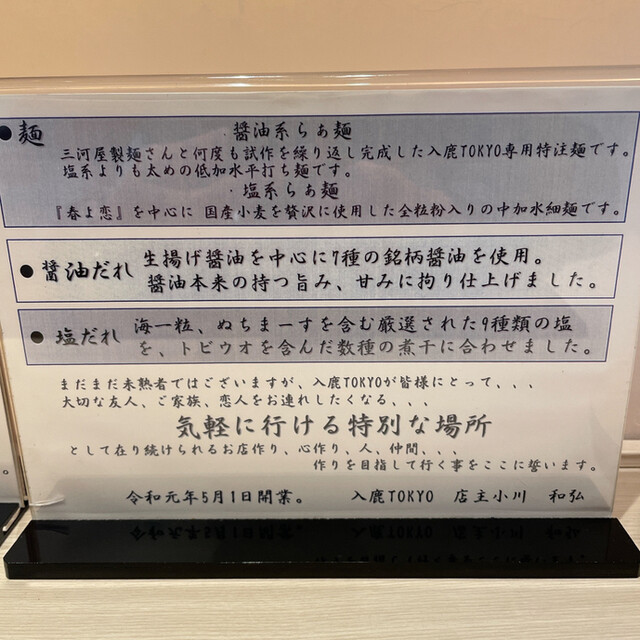 ●麺　・醤油系らぁ麺
三河屋製麺さんと何度も試作を繰り返し完成した入鹿TOKYO専用特注麺です。
塩系よりも太めの低加水平打ち麺です。
・塩系らぁ麺
『春よ恋』を中心に 国産小麦を贅沢に使用した全粒粉入りの中加水細麺です。
●醤油だれ 生揚げ醤油を中心に7種の銘柄醤油を使用。
醤油本来の持つ旨み、甘みに拘り仕上げました。
●塩だれ 海一粒、ぬちまーすを含む厳選された9種類の塩
を、トビウオを含んだ数種の煮干に合わせました。
まだまだ未熟者ではございますが、入鹿TOKYOが皆様にとって、、、
大切な友人、ご家族、恋人をお連れしたくなる、、、
気軽に行ける特別な場所
として在り続けられるお店作り、心作り、人、仲間、、、
作りを目指して行く事をここに誓います。
令和元年5月1日開業。　入鹿TOKYO　店主小川　和弘